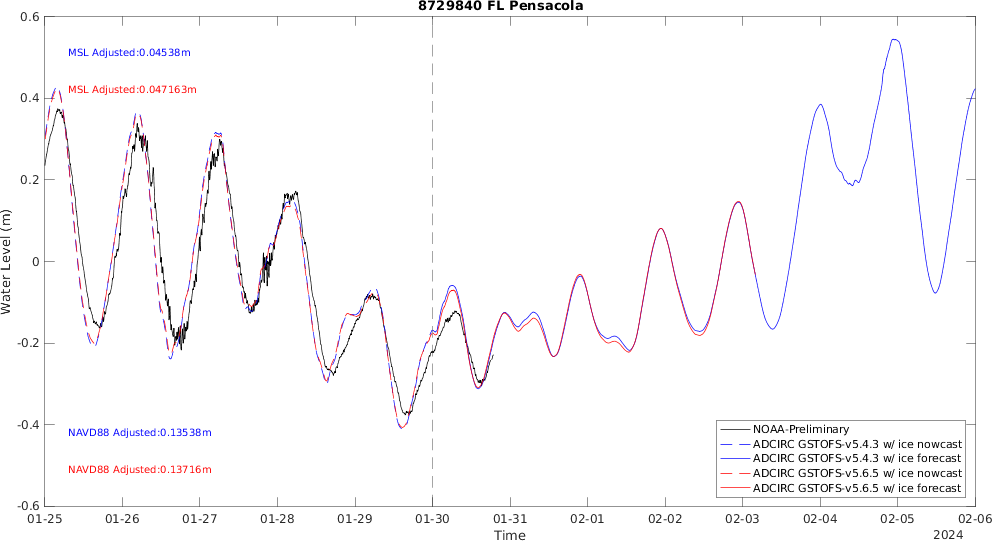 8729840 FL Pensacola
0.6
0.4
0.2
0
-0.2
-0.4
-0.6
Water Level (m)
MSL Adjusted:0.04538m
MSL Adjusted:0.047163m
NAVD88 Adjusted:0.13538m
NAVD88 Adjusted:0.13716m
NOAA-Preliminary
ADCIRC GSTOFS-v5.4.3 w/ ice nowcast
ADCIRC GSTOFS-v5.4.3 w/ ice forecast
ADCIRC GSTOFS-v5.6.5 w/ ice nowcast
ADCIRC GSTOFS-v5.6.5 w/ ice forecast
01-25 01-26 01-27 01-28 01-29 01-30 01-31 02-01 02-02 02-03 02-04 02-05 02-06
Time
2024